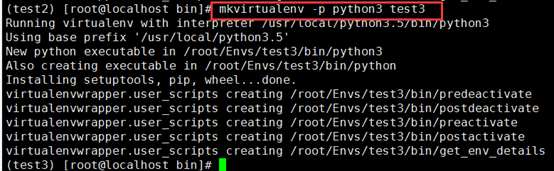 (test2) [root@localhost bin]# mkvirtualenv -p python3 test3
Running virtualenv with interpreter /usr/local/python3.5/bin/python3
Using base prefix '/usr/local/python3.5'
New python executable in /root/Envs/test3/bin/python3
Also creating executable in /root/Envs/test3/bin/python
Installing setuptools, pip, wheel...done.
virtualenvwrapper.user_scripts creating /root/Envs/test3/bin/predeactivate
virtualenvwrapper.user_scripts creating /root/Envs/test3/bin/postdeactivate
virtualenvwrapper.user_scripts creating /root/Envs/test3/bin/preactivate
virtualenvwrapper.user_scripts creating /root/Envs/test3/bin/postactivate
virtualenvwrapper.user_scripts creating /root/Envs/test3/bin/get_env_details
(test3) [root@localhost bin]#